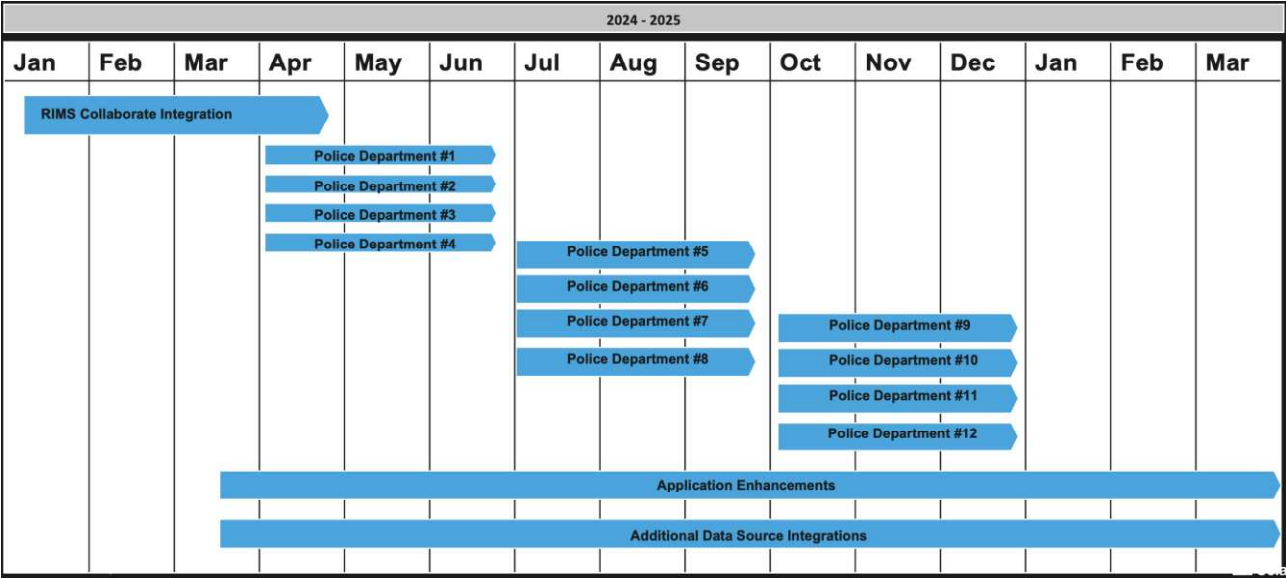 2024 - 2025
Jan Feb Mar Apr May Jun Jul Aug Sep Oct Nov Dec Jan Feb Mar
RIMS Collaborate Integration
Police Department #1
Police Department #2
Police Department #3
Police Department #4
Police Department #5
Police Department #6
Police Department #7
Police Department #8
Police Department #9
Police Department #10
Police Department #11
Police Department #12
Application Enhancements
Additional Data Source Integrations